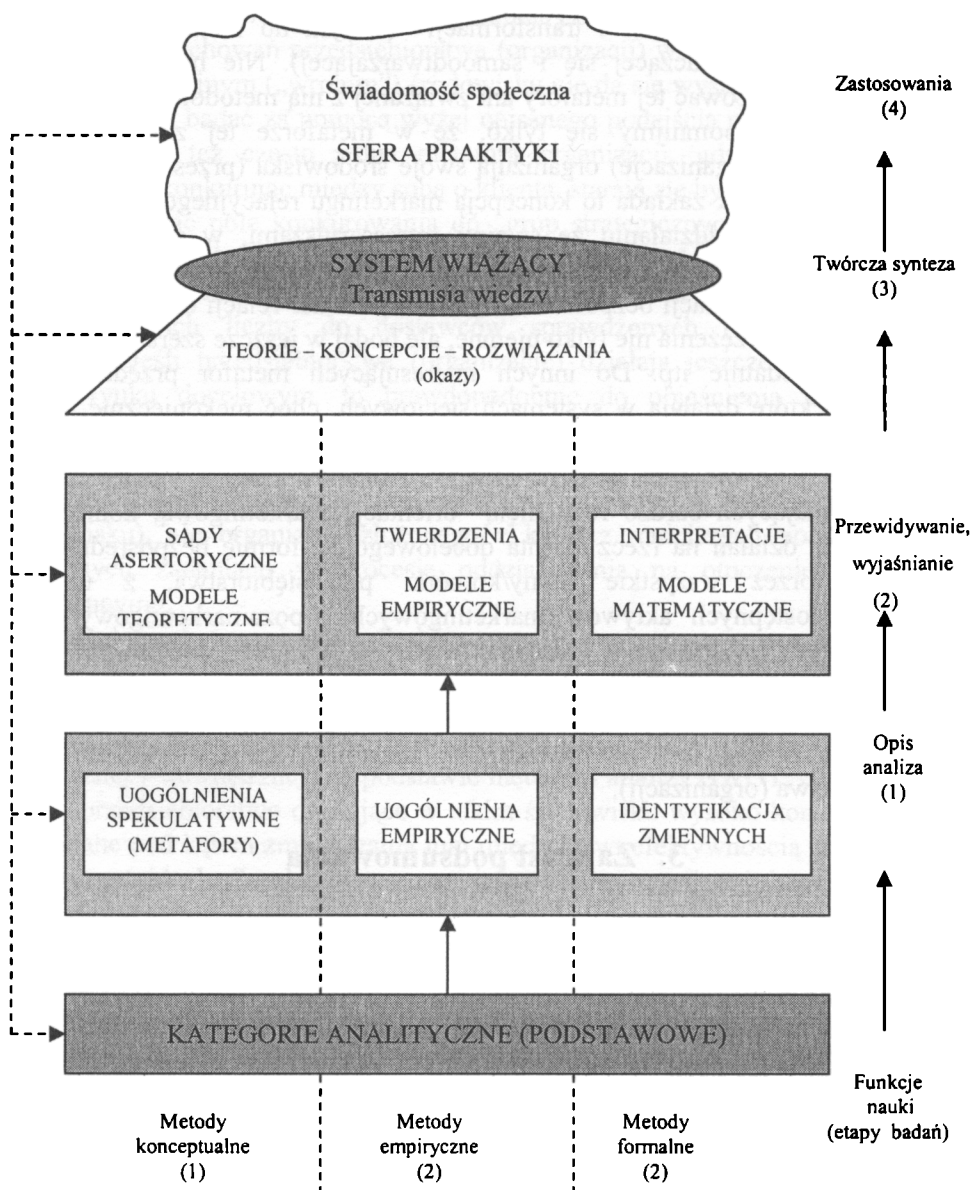 Świadomość społeczna
SFERA PRAKTYKI
SYSTEM WIĄŻĄCY
Transmisja wiedzy
TEORIE – KONCEPCJE - ROZWIĄZANIA
(okazy)
SĄDY
ASERTORYCZNE
MODELE
TEORETYCZNE
TWIERDZENIA
MODELE
EMPIRYCZNE
INTERPRETACJE
MODELE
MATEMATYCZNE
UOGÓLNIENIA
SPEKULATYWNE
(METAFORY)
UOGÓLNIENIA
EMPIRYCZNE
IDENTYFIKACJA
ZMIENNYCH
KATEGORIE ANALITYCZNE (PODSTAWOWE)
Metody
konceptualne
(1)
Metody
empiryczne
(2)
Metody
formalne
(2)
Zastosowania
(4)
Twórcza synteza
(3)
Przewidywanie,
wyjaśnianie
(2)
Opis
analiza
(1)
Funkcje
nauki
(etapy badań)